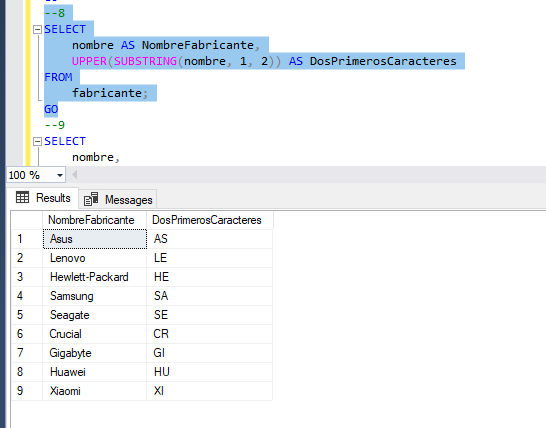 --8
SELECT
nombre AS NombreFabricante,
UPPER(SUBSTRING(nombre, 1, 2)) AS DosPrimerosCaracteres
FROM
fabricante;
GO
--9
SELECT
nombre,
100 %
Results Messages
NombreFabricante DosPrimerosCaracteres
1 Asus AS
2 Lenovo LE
3 Hewlett-Packard HE
4 Samsung SA
5 Seagate SE
6 Crucial CR
7 Gigabyte GI
8 Huawei HU
9 Xiaomi XI